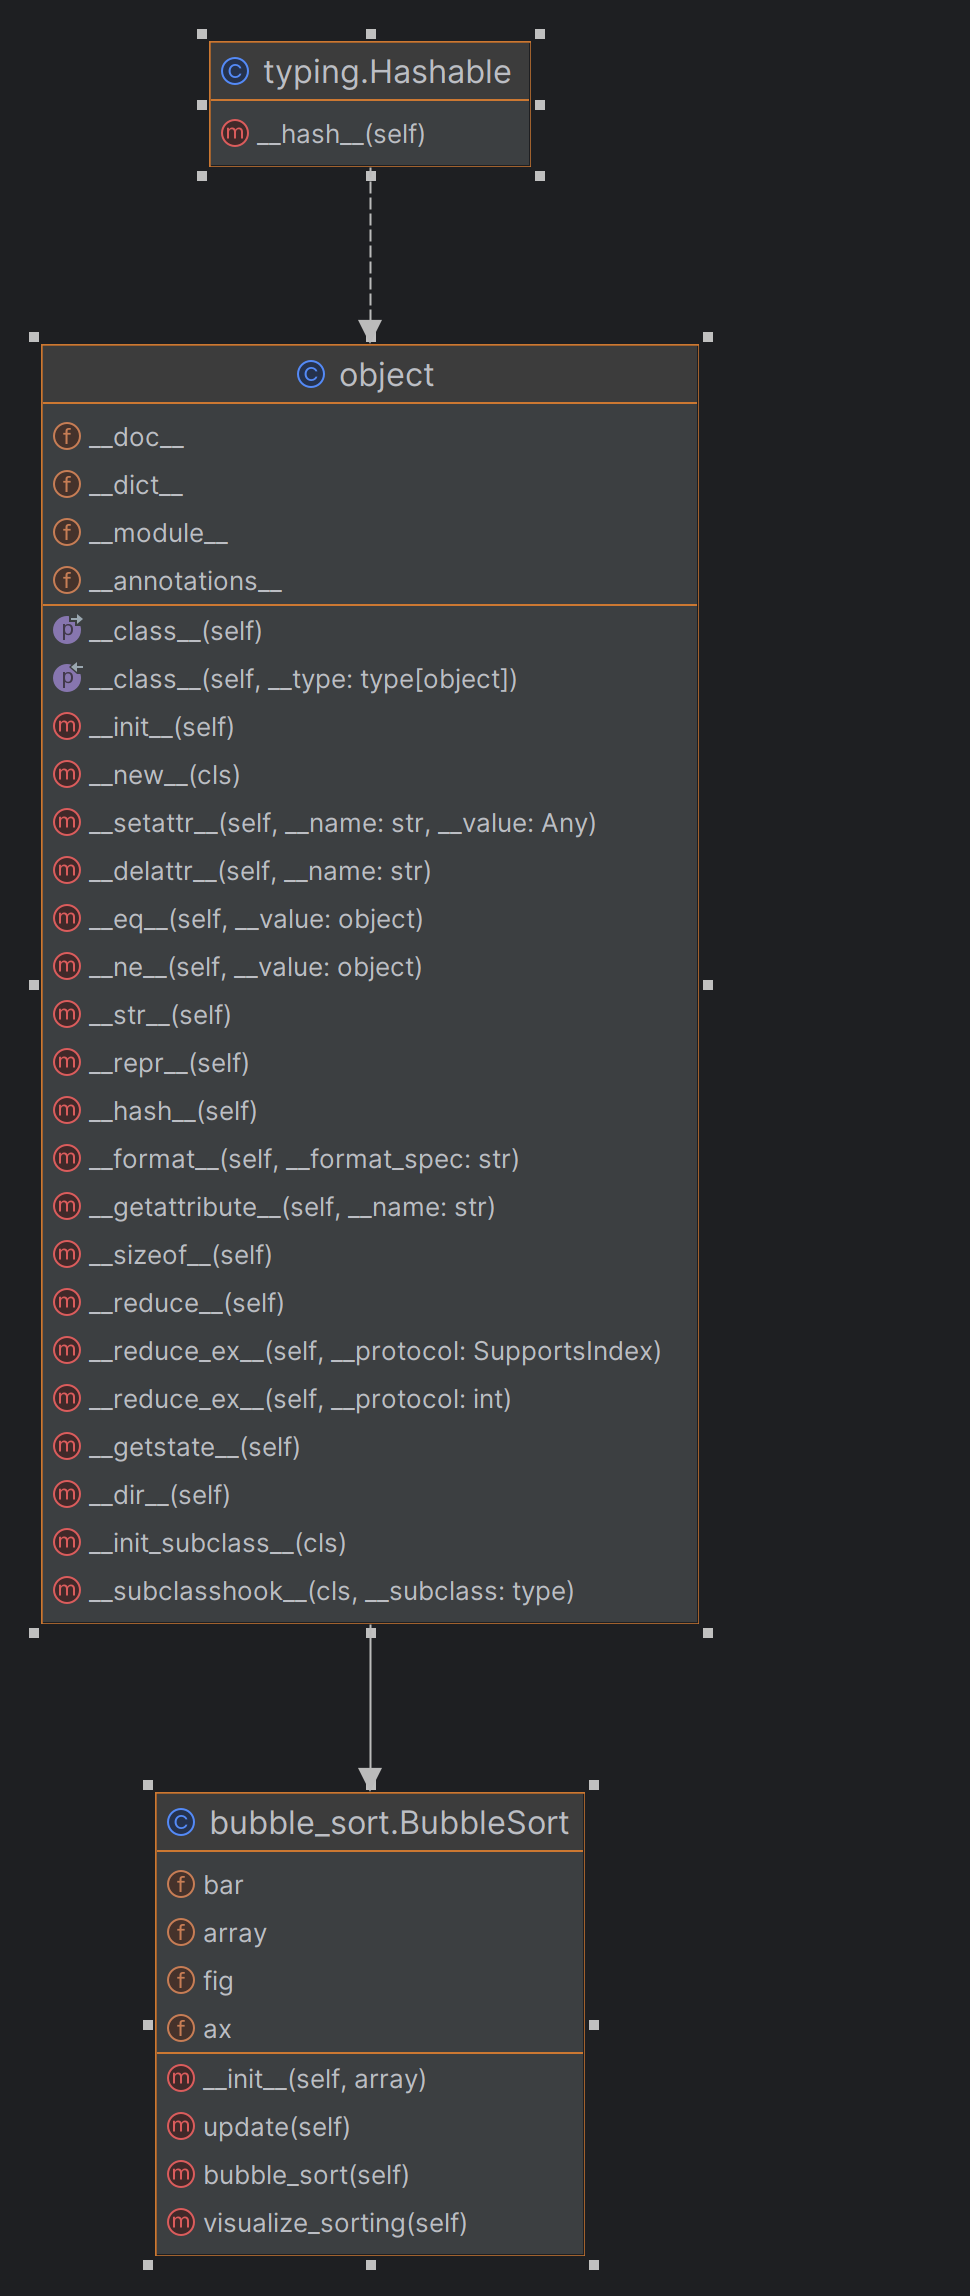 typing.Hashable
__hash__(self)
object
__doc__
__dict__
__module__
__annotations__
__class__(self)
__class__(self, __type: type[object])
__init__(self)
__new__(cls)
__setattr__(self, __name: str, __value: Any)
__delattr__(self, __name: str)
__eq__(self, __value: object)
__ne__(self, __value: object)
__str__(self)
__repr__(self)
__hash__(self)
__format__(self, __format_spec: str)
__getattribute__(self, __name: str)
__sizeof__(self)
__reduce__(self)
__reduce_ex__(self, __protocol: SupportsIndex)
__reduce_ex__(self, __protocol: int)
__getstate__(self)
__dir__(self)
__init_subclass__(cls)
__subclasshook__(cls, __subclass: type)
bubble_sort.BubbleSort
bar
array
fig
ax
__init__(self, array)
update(self)
bubble_sort(self)
visualize_sorting(self)